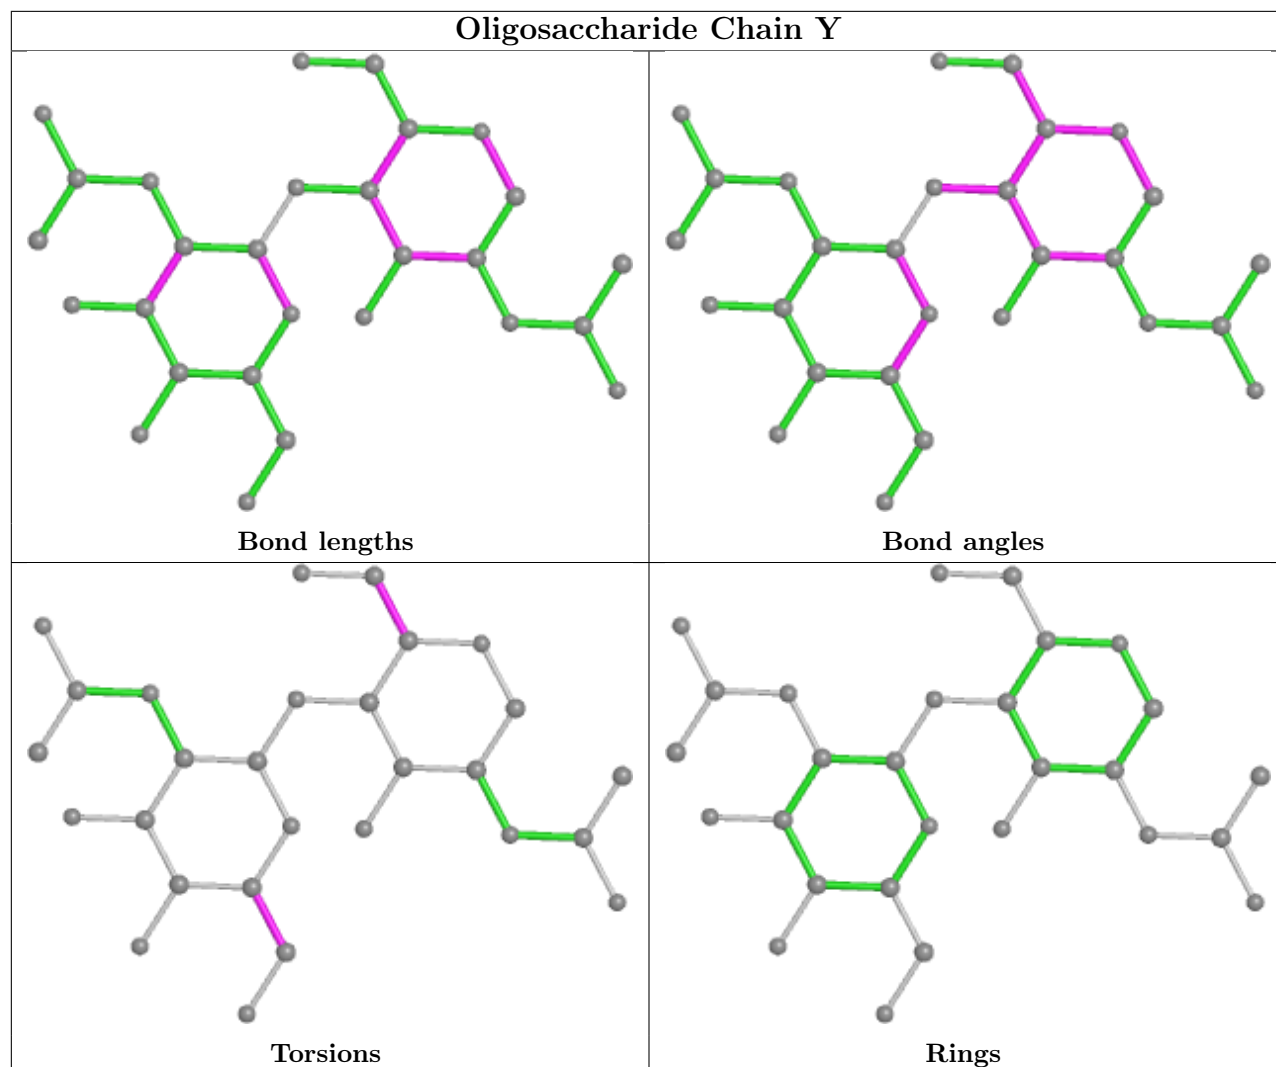 Oligosaccharide Chain Y
Bond lengths
Bond angles
Torsions
Rings